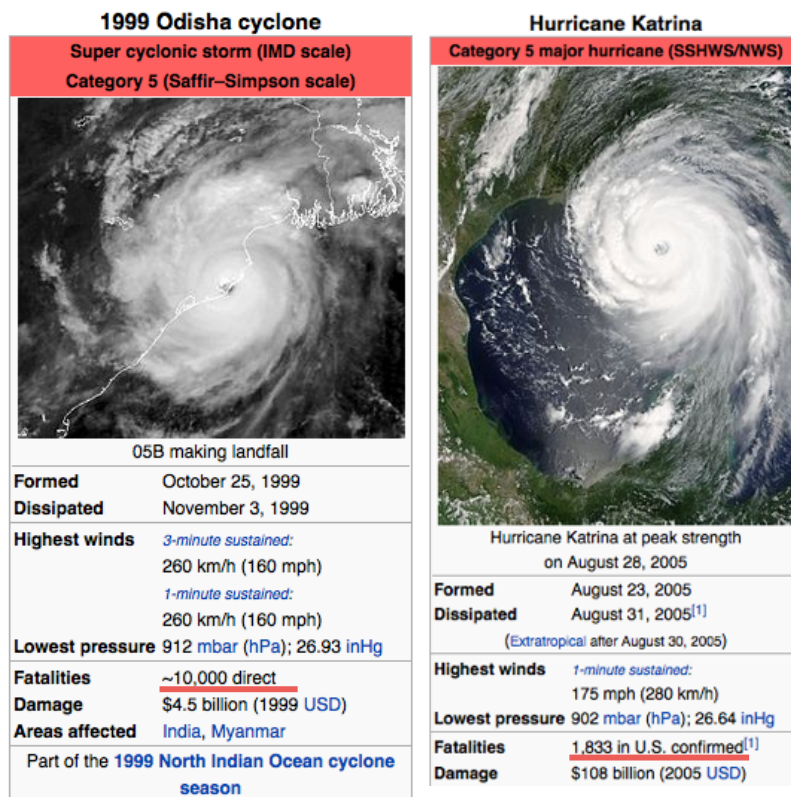 1999 Odisha cyclone
Super cyclonic storm (IMD scale)
Category 5 (Saffir–Simpson scale)
05B making landfall
Formed October 25, 1999
Dissipated November 3, 1999
Highest winds 3-minute sustained:
260 km/h (160 mph)
1-minute sustained:
260 km/h (160 mph)
Lowest pressure 912 mbar (hPa); 26.93 inHg
Fatalities ~10,000 direct
Damage $4.5 billion (1999 USD)
Areas affected India, Myanmar
Part of the 1999 North Indian Ocean cyclone
season
Hurricane Katrina
Category 5 major hurricane (SSHWS/NWS)
Hurricane Katrina at peak strength
on August 28, 2005
Formed August 23, 2005
Dissipated August 31, 2005[1]
(Extratropical after August 30, 2005)
Highest winds 1-minute sustained:
175 mph (280 km/h)
Lowest pressure 902 mbar (hPa); 26.64 inHg
Fatalities 1,833 in U.S. confirmed[1]
Damage $108 billion (2005 USD)